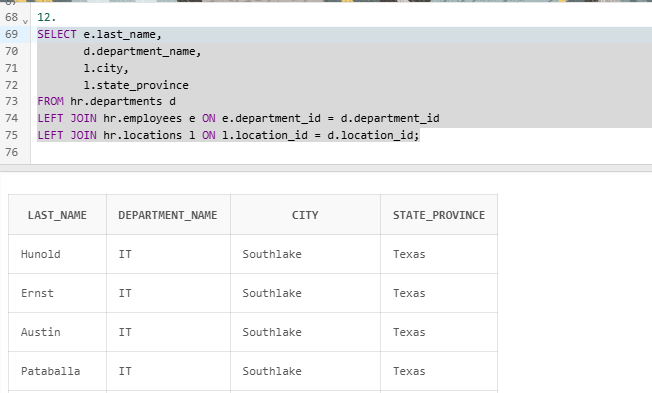 68 12.
69 SELECT e.last_name,
70 d.department_name,
71 l.city,
72 l.state_province
73 FROM hr.departments d
74 LEFT JOIN hr.employees e ON e.department_id = d.department_id
75 LEFT JOIN hr.locations l ON l.location_id = d.location_id;
76
LAST_NAME DEPARTMENT_NAME CITY STATE_PROVINCE
Hunold IT Southlake Texas
Ernst IT Southlake Texas
Austin IT Southlake Texas
Pataballa IT Southlake Texas